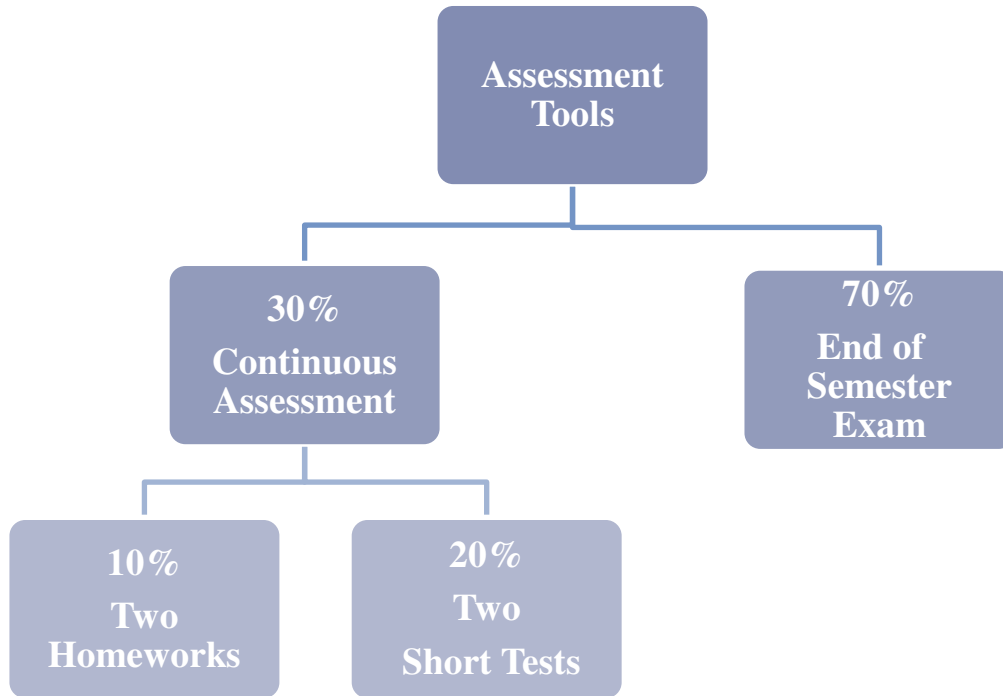 Assessment
Tools
30%
Continuous
Assessment
70%
End of
Semester
Exam
10%
Two
Homeworks
20%
Two
Short Tests